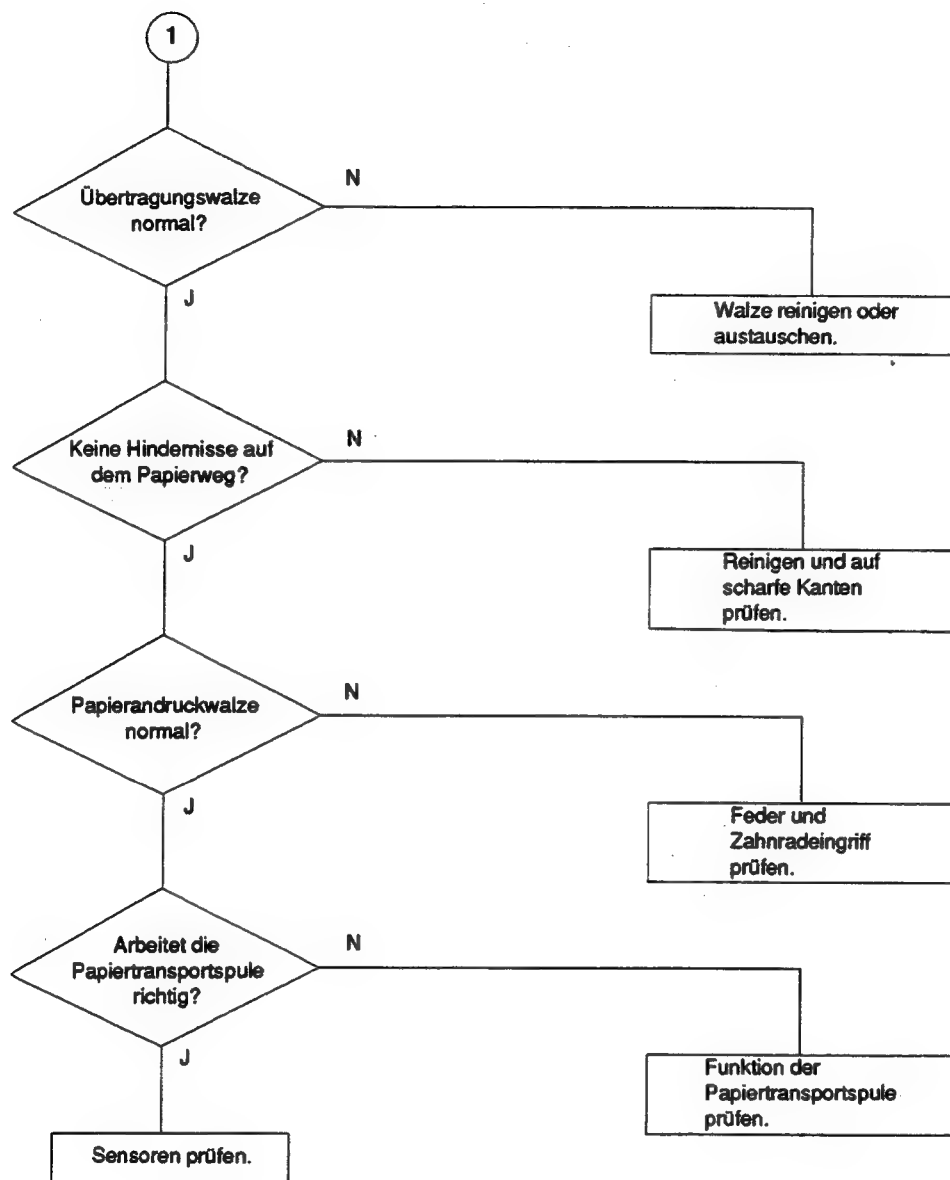 1
Übertragungswalze
normal?
N
J
Walze reinigen oder
austauschen.
Keine Hindernisse auf
dem Papierweg?
N
J
Reinigen und auf
scharfe Kanten
prüfen.
Papierandruckwalze
normal?
N
J
Feder und
Zahnradeingriff
prüfen.
Arbeitet die
Papiertransportspule
richtig?
N
J
Funktion der
Papiertransportspule
prüfen.
Sensoren prüfen.